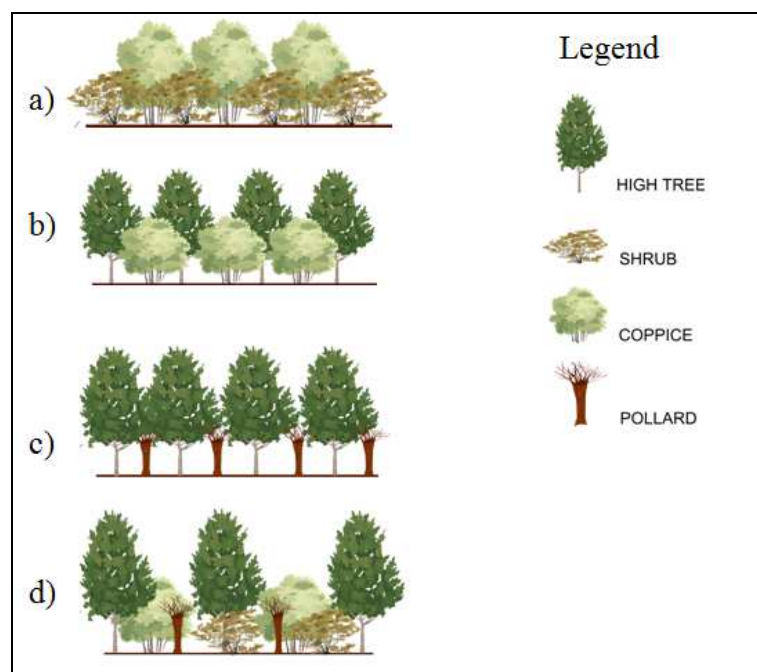 Legend
a)
HIGH TREE
b)
SHRUB
COPPICE
POLLARD
c)
d)